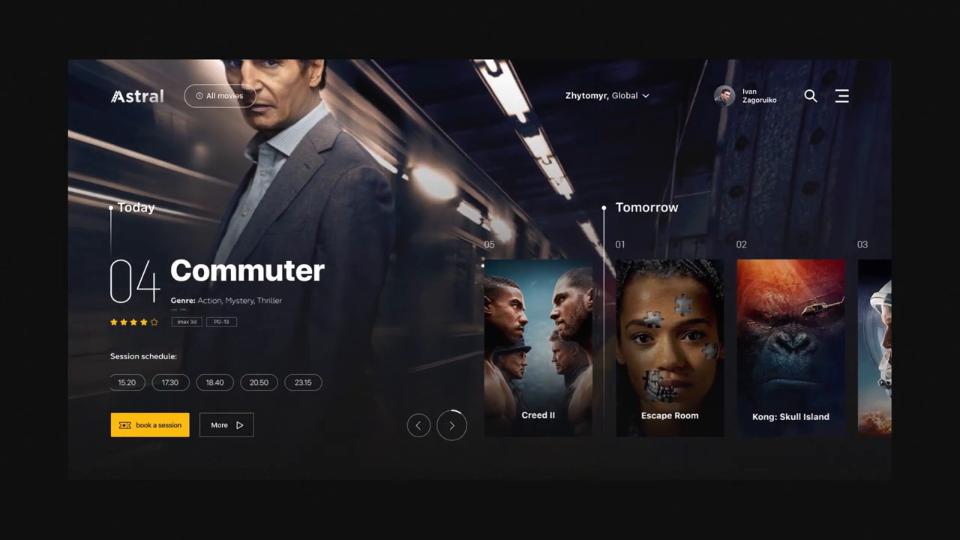 Astral
All movies
Zhytomyr, Global
Ivan
Zagoruiko
Today
Tomorrow
04
Commuter
Genre: Action, Mystery, Thriller
imax 3d
PG-13
Session schedule:
15.20
17.30
18.40
20.50
23.15
book a session
More
05
Creed II
01
Escape Room
02
Kong: Skull Island
03